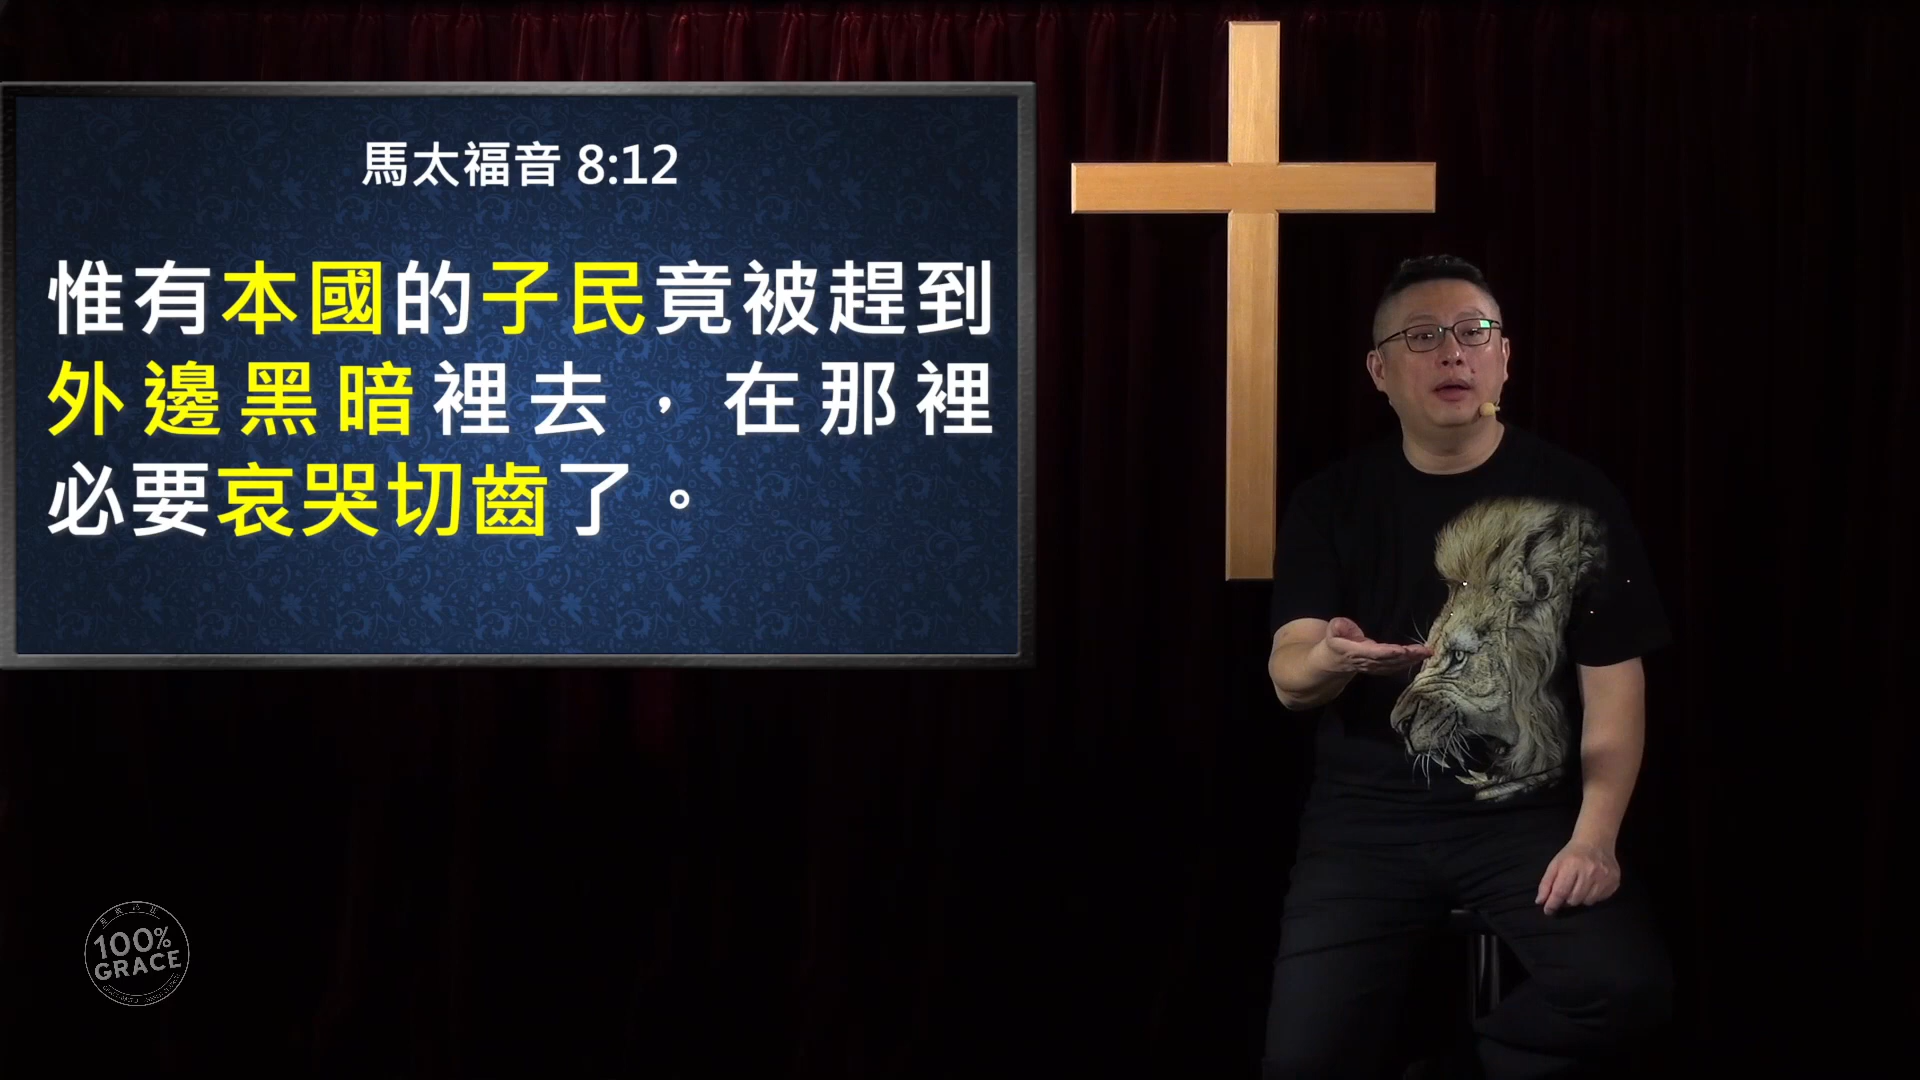 馬太福音 8:12
惟有本國的子民竟被趕到
外邊黑暗裡去，在那裡
必要哀哭切齒了。
100%
GRACE